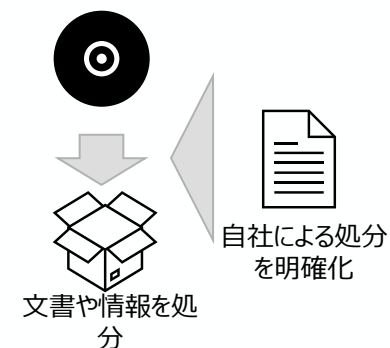 自社による処分
を明確化
文書や情報を処
分